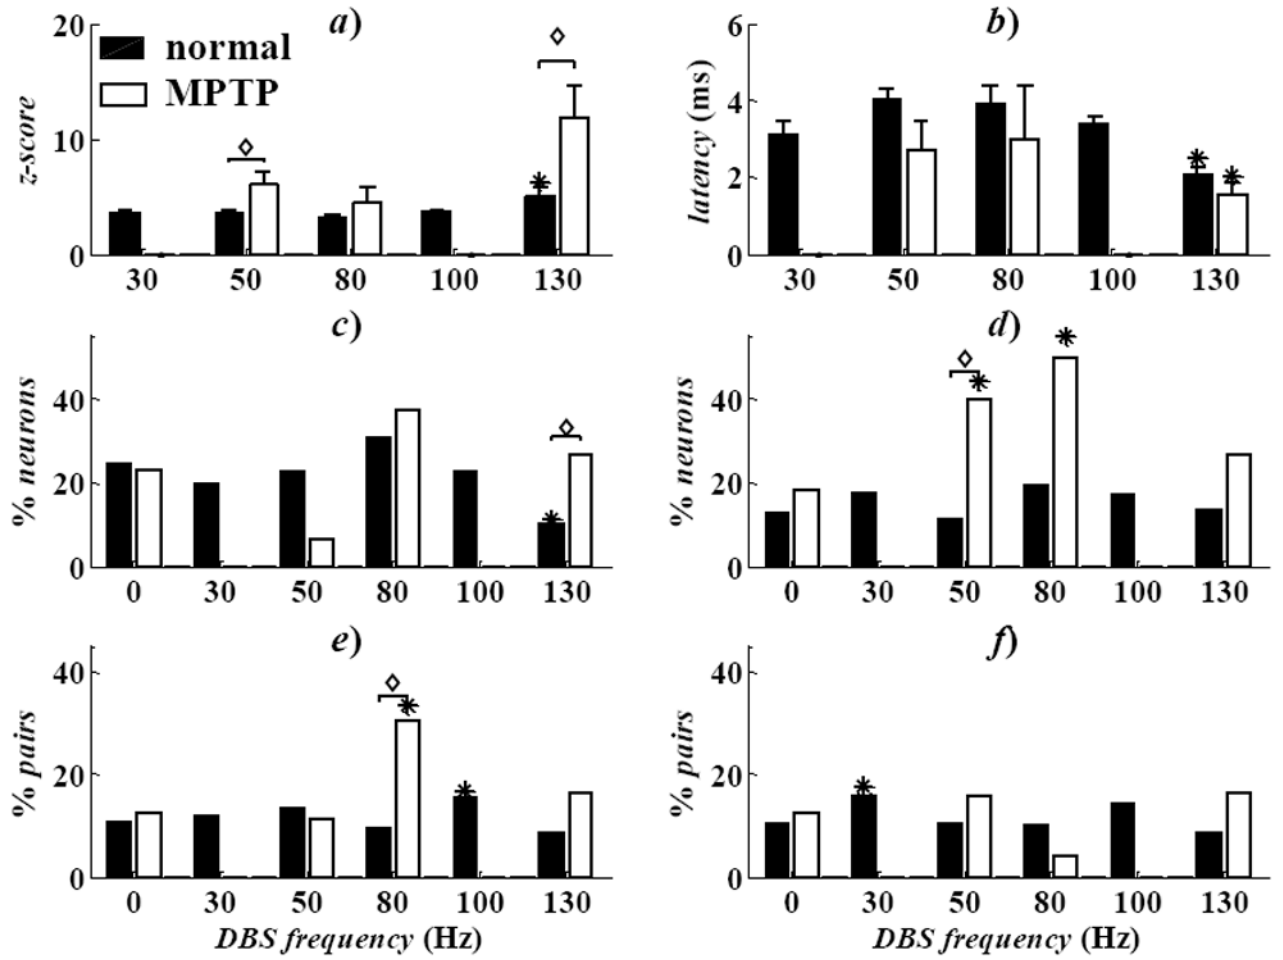 a)
20
10
0
z-score
normal
MPTP
30 50 80 100 130
b)
6
4
2
0
latency (ms)
30 50 80 100 130
c)
40
20
0
% neurons
0 30 50 80 100 130
d)
40
20
0
% neurons
0 30 50 80 100 130
e)
40
20
0
% pairs
0 30 50 80 100 130
DBS frequency (Hz)
f)
40
20
0
% pairs
0 30 50 80 100 130
DBS frequency (Hz)